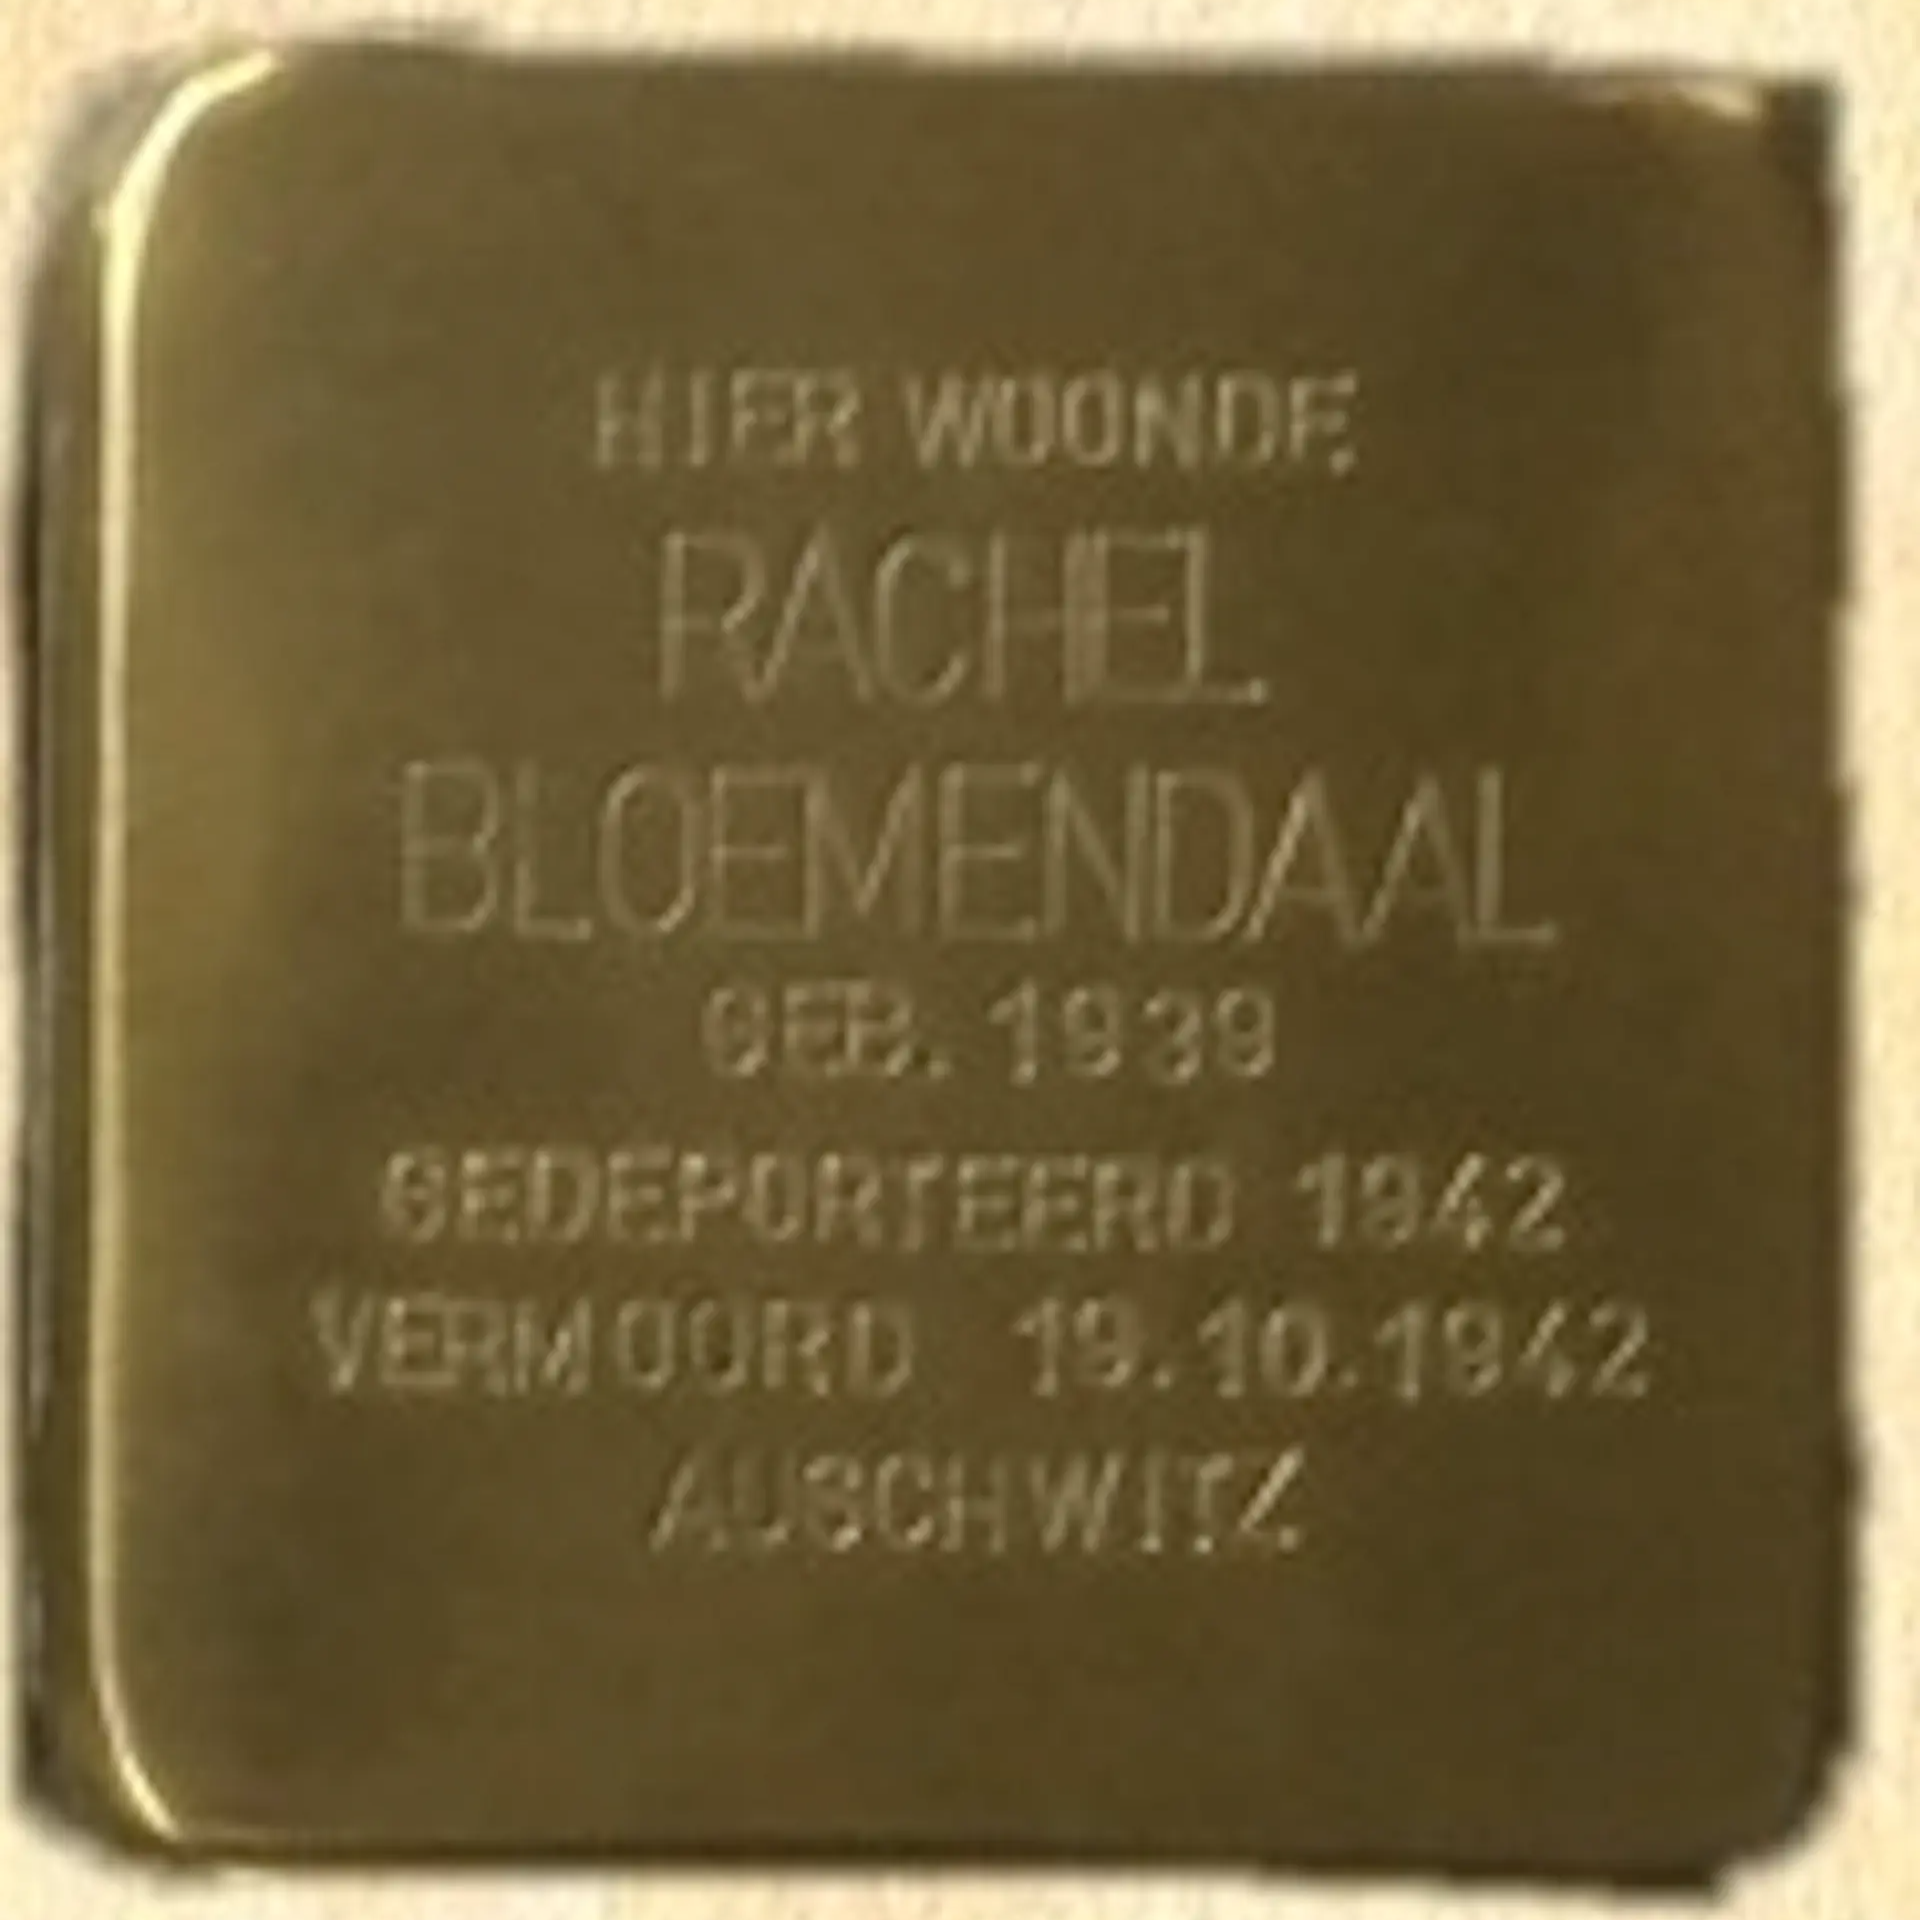 HIER WOONDE
RACHEL
BLOEMENDAAL
GEB. 1939
GEDEPORTEERD 1942
VERMOORD 19.10.1942
AUSCHWITZ